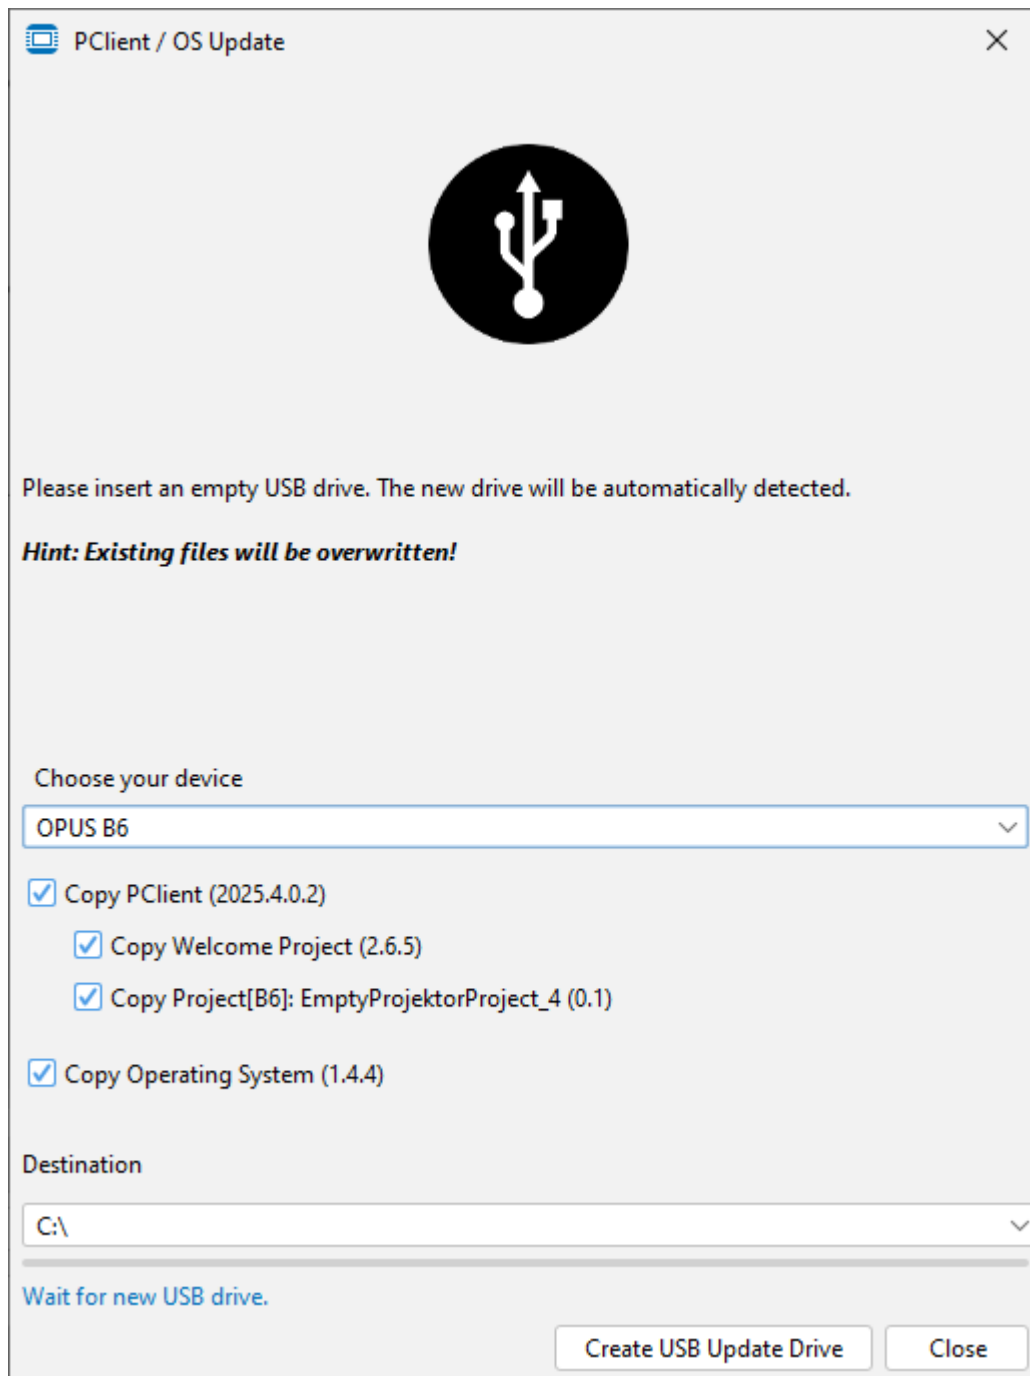 PClient / OS Update
Please insert an empty USB drive. The new drive will be automatically detected.
Hint: Existing files will be overwritten!
Choose your device
OPUS B6
Copy PClient (2025.4.0.2)
Copy Welcome Project (2.6.5)
Copy Project[B6]: EmptyProjektorProject_4 (0.1)
Copy Operating System (1.4.4)
Destination
C:\
Wait for new USB drive.
Create USB Update Drive
Close